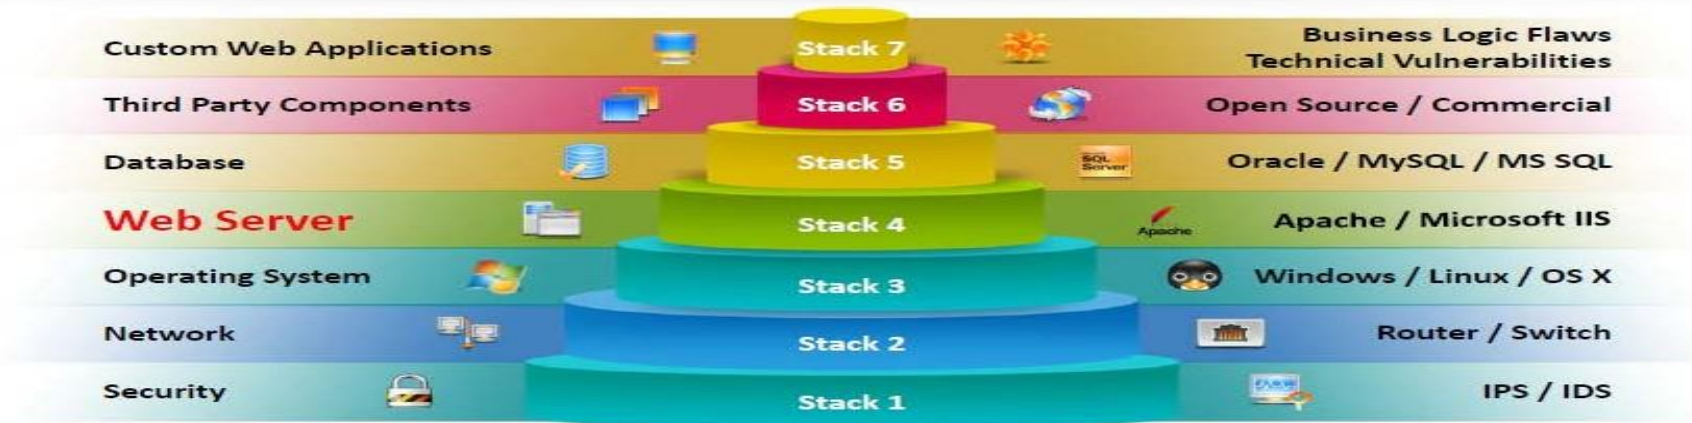 Custom Web Applications Stack 7 Business Logic Flaws
Technical Vulnerabilities
Third Party Components Stack 6 Open Source / Commercial
Database Stack 5 SQL Server Oracle / MySQL / MS SQL
Web Server Stack 4 Apache Apache / Microsoft IIS
Operating System Stack 3 Windows / Linux / OS X
Network Stack 2 Router / Switch
Security Stack 1 IPS / IDS